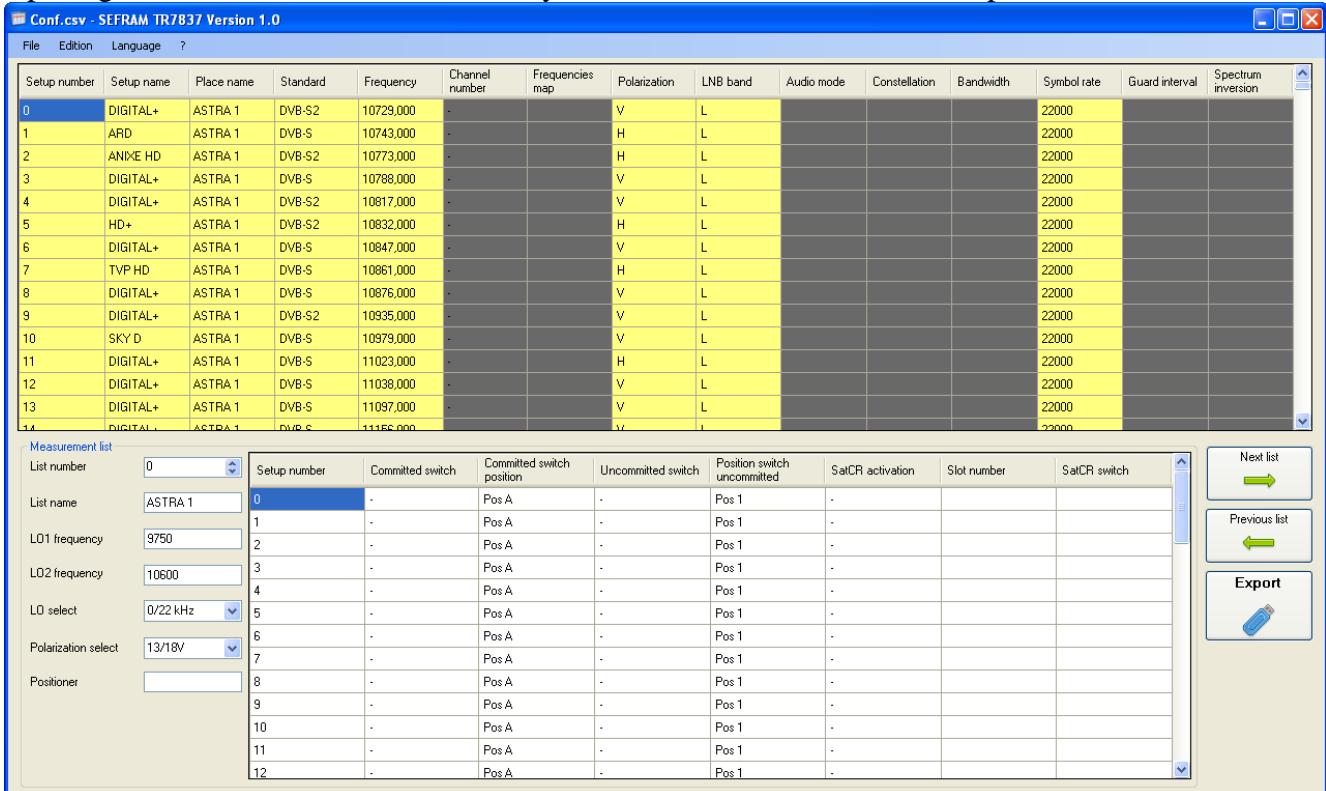 Conf.csv - SEFRAM TR7837 Version 1.0
File Edition Language ?
Setup number Setup name Place name Standard Frequency Channel number Frequencies map Polarization LNB band Audio mode Constellation Bandwidth Symbol rate Guard interval Spectrum inversion
0 DIGITAL+ ASTRA 1 DVB-S2 10729,000 - V L 22000
1 ARD ASTRA 1 DVB-S 10743,000 - H L 22000
2 ANIXE HD ASTRA 1 DVB-S2 10773,000 - H L 22000
3 DIGITAL+ ASTRA 1 DVB-S 10788,000 - V L 22000
4 DIGITAL+ ASTRA 1 DVB-S2 10817,000 - V L 22000
5 HD+ ASTRA 1 DVB-S2 10832,000 - H L 22000
6 DIGITAL+ ASTRA 1 DVB-S 10847,000 - V L 22000
7 TVP HD ASTRA 1 DVB-S 10861,000 - H L 22000
8 DIGITAL+ ASTRA 1 DVB-S 10876,000 - V L 22000
9 DIGITAL+ ASTRA 1 DVB-S2 10935,000 - V L 22000
10 SKY D ASTRA 1 DVB-S 10979,000 - V L 22000
11 DIGITAL+ ASTRA 1 DVB-S 11023,000 - H L 22000
12 DIGITAL+ ASTRA 1 DVB-S 11038,000 - V L 22000
13 DIGITAL+ ASTRA 1 DVB-S 11097,000 - V L 22000
14 DIGITAL+ ASTRA 1 DVB-S 11156,000 V L 22000
Measurement list
List number 0
List name ASTRA 1
LO1 frequency 9750
LO2 frequency 10600
LO select 0/22 kHz
Polarization select 13/18V
Positioner
Setup number Committed switch Committed switch position Uncommitted switch Position switch uncommitted SatCR activation Slot number SatCR switch
0 - Pos A - Pos 1 -
1 - Pos A - Pos 1 -
2 - Pos A - Pos 1 -
3 - Pos A - Pos 1 -
4 - Pos A - Pos 1 -
5 - Pos A - Pos 1 -
6 - Pos A - Pos 1 -
7 - Pos A - Pos 1 -
8 - Pos A - Pos 1 -
9 - Pos A - Pos 1 -
10 - Pos A - Pos 1 -
11 - Pos A - Pos 1 -
12 - Pos A - Pos 1 -
Next list
Previous list
Export